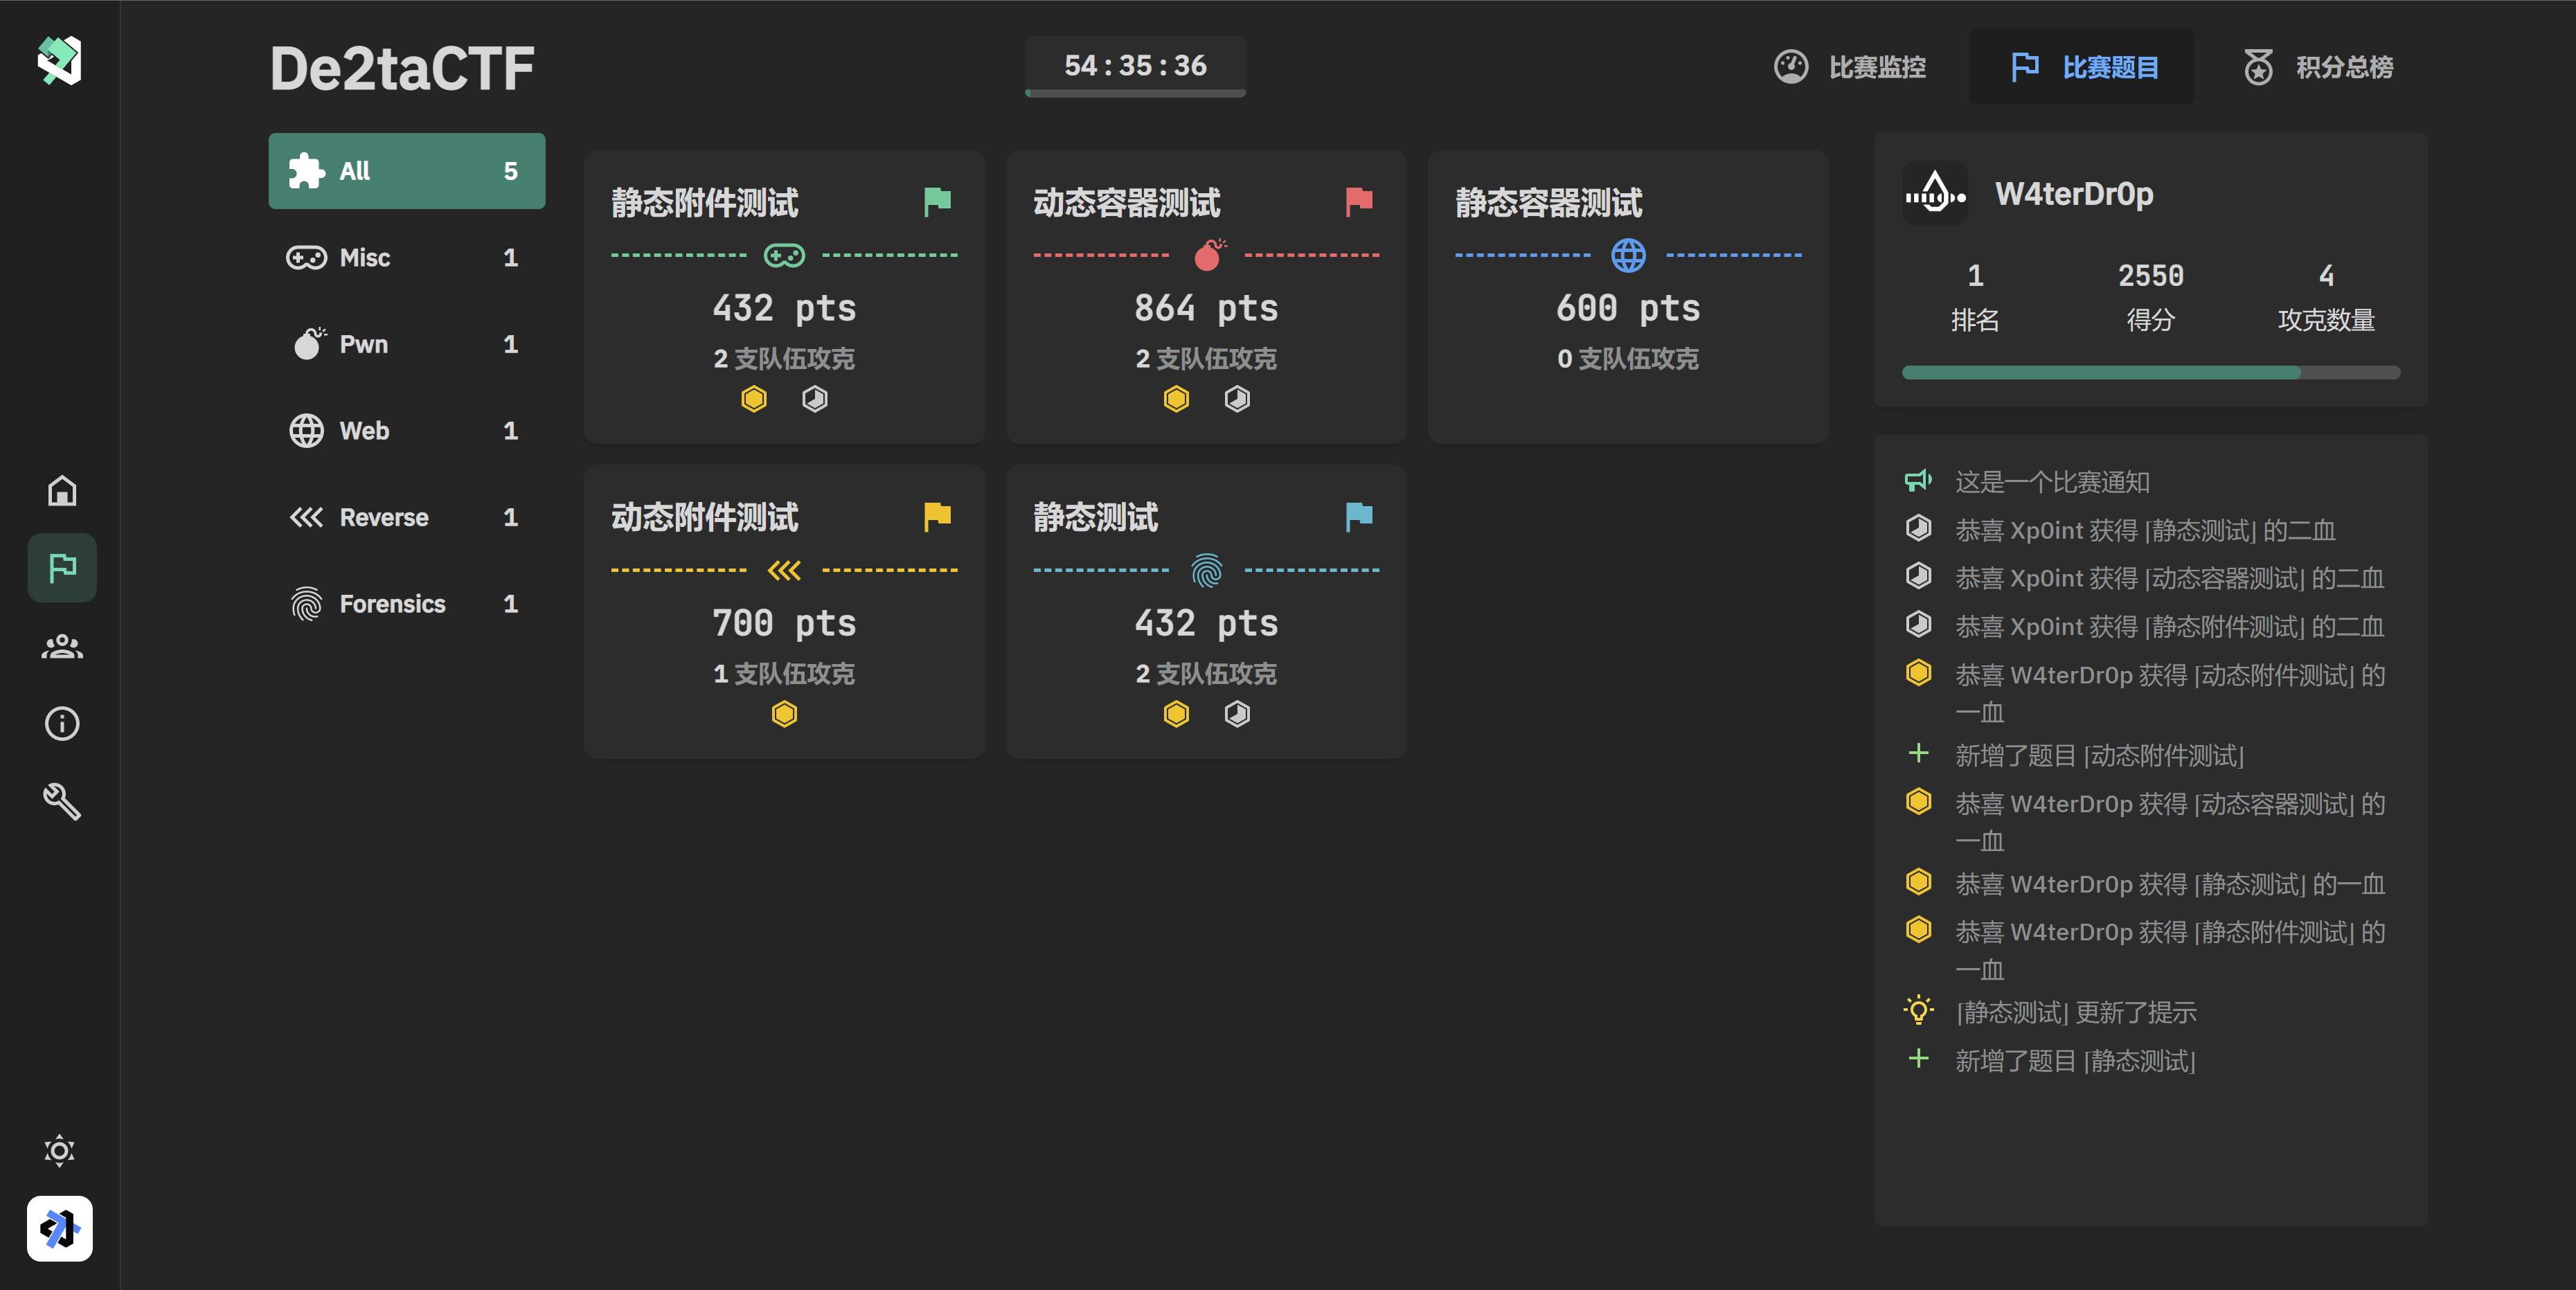 De2taCTF
54 : 35 : 36
比赛监控
比赛题目
积分总榜
All 5
Misc 1
Pwn 1
Web 1
Reverse 1
Forensics 1
静态附件测试
432 pts
2 支队伍攻克
动态容器测试
864 pts
2 支队伍攻克
静态容器测试
600 pts
0 支队伍攻克
动态附件测试
700 pts
1 支队伍攻克
静态测试
432 pts
2 支队伍攻克
W4terDr0p
1 2550 4
排名 得分 攻克数量
这是一个比赛通知
恭喜 Xp0int 获得 [静态测试] 的二血
恭喜 Xp0int 获得 [动态容器测试] 的二血
恭喜 Xp0int 获得 [静态附件测试] 的二血
恭喜 W4terDr0p 获得 [动态附件测试] 的
一血
新增了题目 [动态附件测试]
恭喜 W4terDr0p 获得 [动态容器测试] 的
一血
恭喜 W4terDr0p 获得 [静态测试] 的一血
恭喜 W4terDr0p 获得 [静态附件测试] 的
一血
[静态测试] 更新了提示
新增了题目 [静态测试]